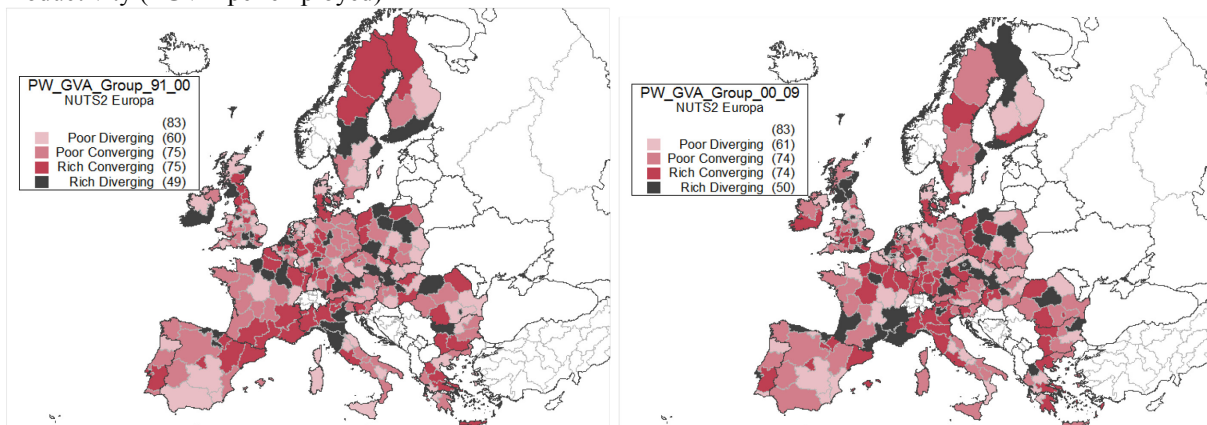 PW_GVA_Group_91_00
NUTS2 Europa
(83)
Poor Diverging (60)
Poor Converging (75)
Rich Converging (75)
Rich Diverging (49)
PW_GVA_Group_00_09
NUTS2 Europa
(83)
Poor Diverging (61)
Poor Converging (74)
Rich Converging (74)
Rich Diverging (50)